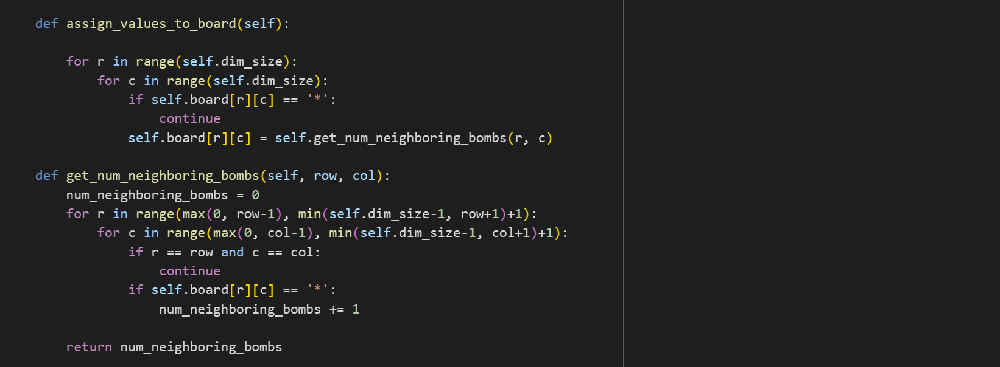 def assign_values_to_board(self):
for r in range(self.dim_size):
for c in range(self.dim_size):
if self.board[r][c] == '*':
continue
self.board[r][c] = self.get_num_neighboring_bombs(r, c)
def get_num_neighboring_bombs(self, row, col):
num_neighboring_bombs = 0
for r in range(max(0, row-1), min(self.dim_size-1, row+1)+1):
for c in range(max(0, col-1), min(self.dim_size-1, col+1)+1):
if r == row and c == col:
continue
if self.board[r][c] == '*':
num_neighboring_bombs += 1
return num_neighboring_bombs